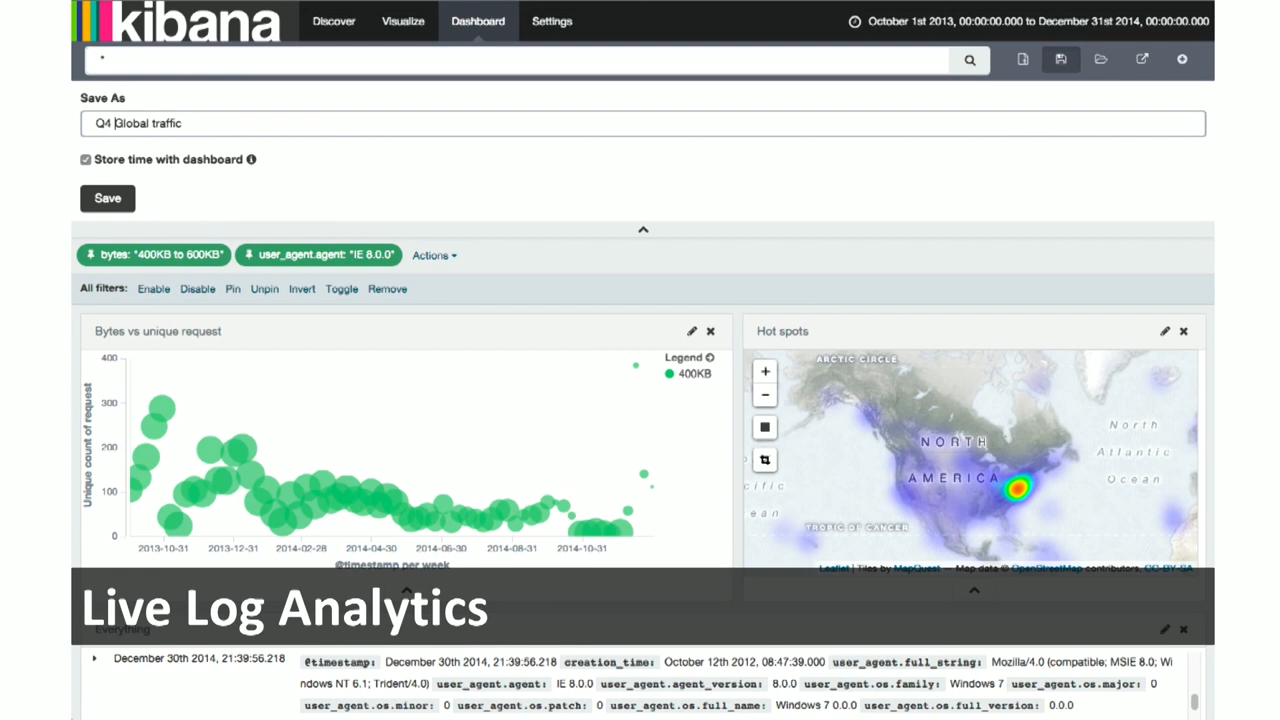 kibana Discover Visualize Dashboard Settings October 1st 2013, 00:00:00.000 to December 31st 2014, 00:00:00.000
*
Save As
Q4 Global traffic
Store time with dashboard
Save
bytes: "400KB to 600KB" user_agent.agent: "IE 8.0.0" Actions
All filters: Enable Disable Pin Unpin Invert Toggle Remove
Bytes vs unique request
Unique count of request
400
300
200
100
0
2013-10-31 2013-12-31 2014-02-28 2014-04-30 2014-06-30 2014-08-31 2014-10-31
@timestamp per week
Legend
400KB
Hot spots
+
−
ARCTIC CIRCLE
NORTH
AMERICA
North
Atlantic
Ocean
cific
ean
TROPIC OF CANCER
Leaflet | Tiles by MapQuest — Map data © OpenStreetMap contributors, CC-BY-SA
Live Log Analytics
Everything
December 30th 2014, 21:39:56.218 @timestamp: December 30th 2014, 21:39:56.218 creation_time: October 12th 2012, 08:47:39.000 user_agent.full_string: Mozilla/4.0 (compatible; MSIE 8.0; Wi
ndows NT 6.1; Trident/4.0) user_agent.agent: IE 8.0.0 user_agent.agent_version: 8.0.0 user_agent.os.family: Windows 7 user_agent.os.major: 0
user_agent.os.minor: 0 user_agent.os.patch: 0 user_agent.os.full_name: Windows 7 0.0.0 user_agent.os.full_version: 0.0.0